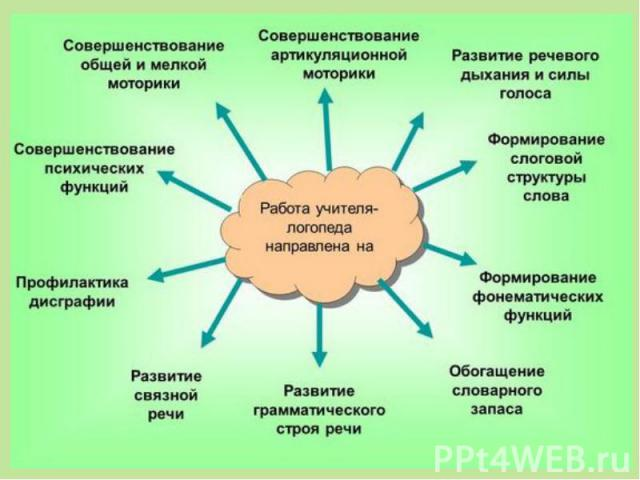 Совершенствование
общей и мелкой
моторики
Совершенствование
артикуляционной
моторики
Развитие речевого
дыхания и силы
голоса
Совершенствование
психических
функций
Формирование
слоговой
структуры
слова
Работа учителя-
логопеда
направлена на
Профилактика
дисграфии
Формирование
фонематических
функций
Развитие
связной
речи
Развитие
грамматического
строя речи
Обогащение
словарного
запаса
PPt4WEB.ru